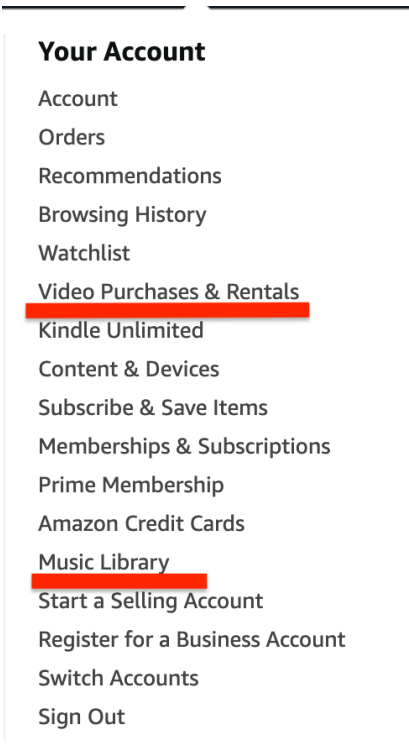 Your Account
Account
Orders
Recommendations
Browsing History
Watchlist
Video Purchases & Rentals
Kindle Unlimited
Content & Devices
Subscribe & Save Items
Memberships & Subscriptions
Prime Membership
Amazon Credit Cards
Music Library
Start a Selling Account
Register for a Business Account
Switch Accounts
Sign Out